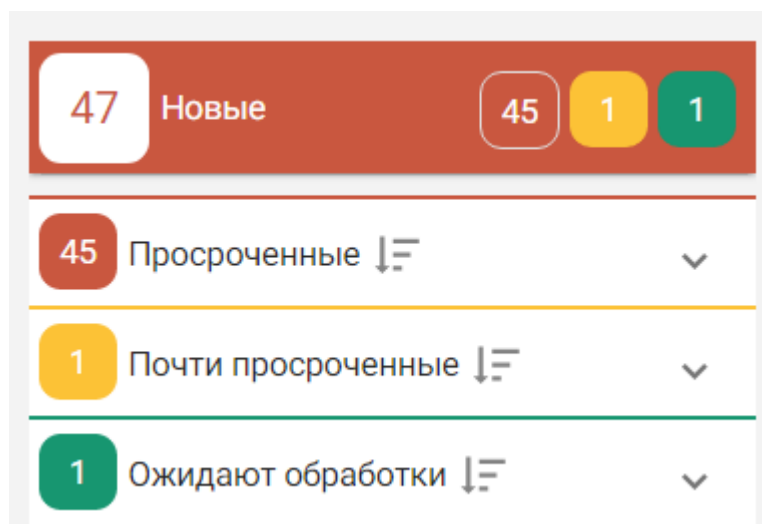 47 Новые 45 1 1
45 Просроченные
1 Почти просроченные
1 Ожидают обработки